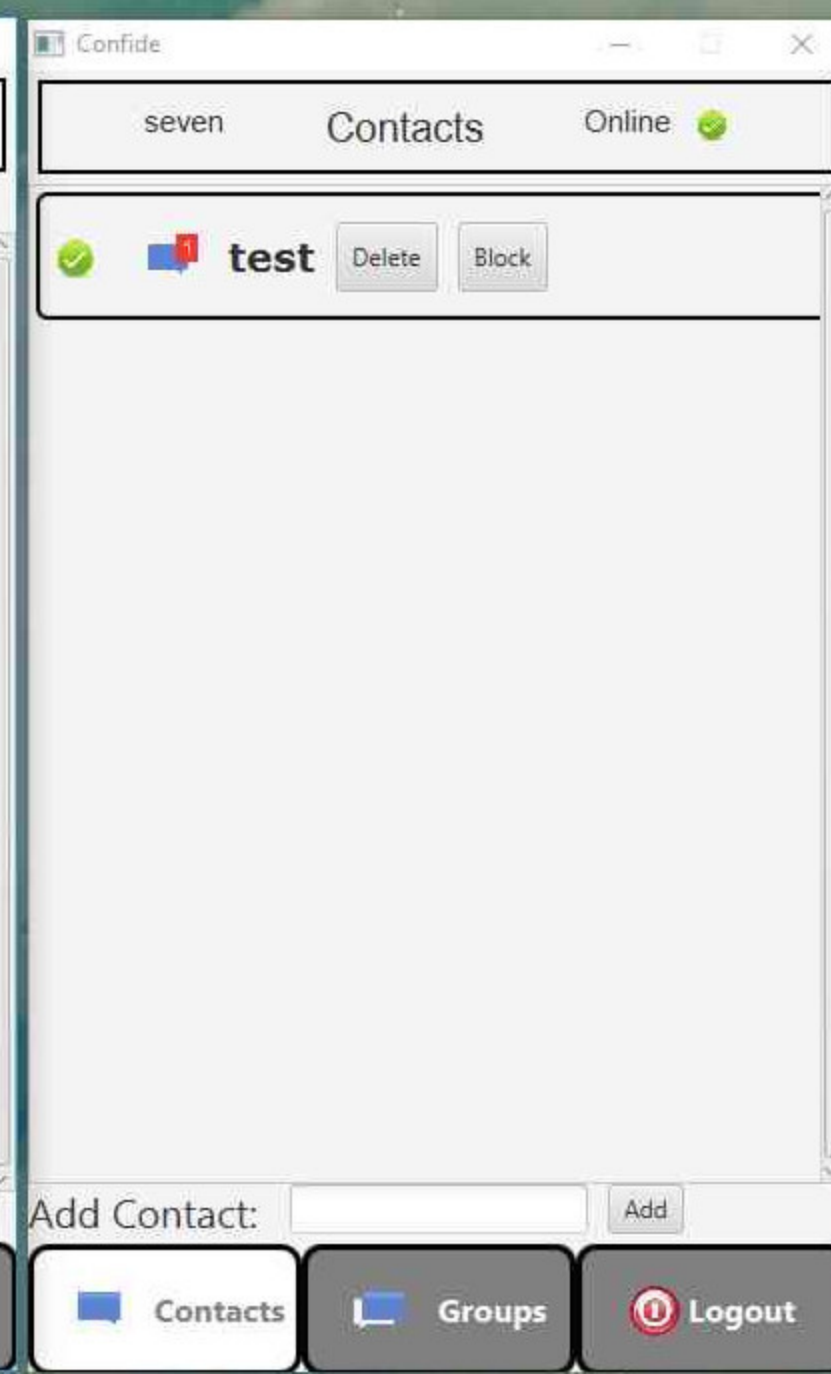 Confide
seven Contacts Online
1
test Delete Block
Add Contact: Add
Contacts Groups Logout